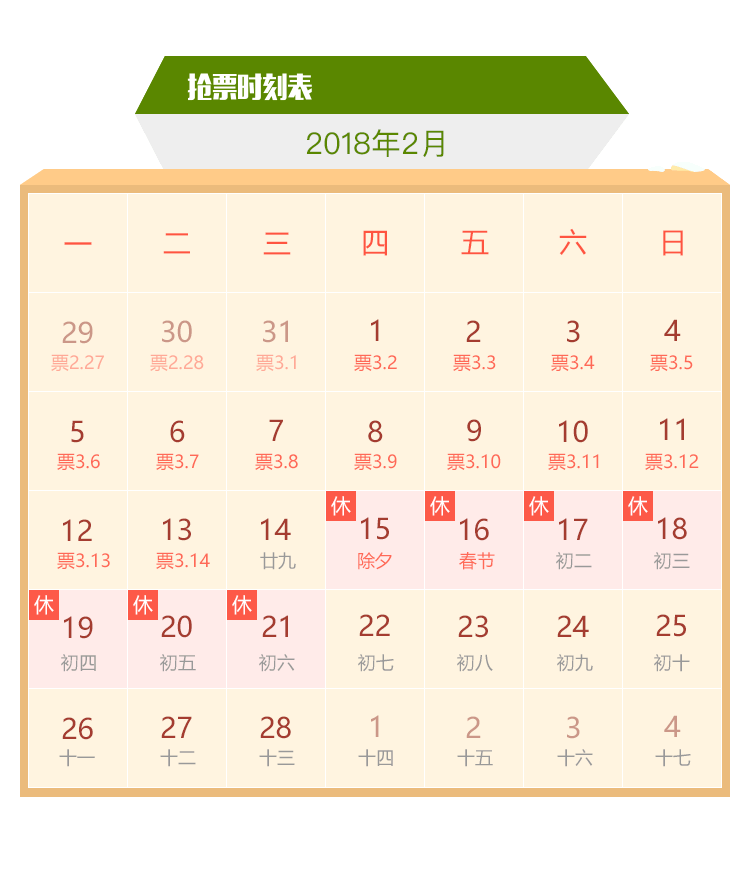 抢票时刻表
2018年2月
一 二 三 四 五 六 日
29 30 31 1 2 3 4
票2.27 票2.28 票3.1 票3.2 票3.3 票3.4 票3.5
5 6 7 8 9 10 11
票3.6 票3.7 票3.8 票3.9 票3.10 票3.11 票3.12
休 休 休 休
12 13 14 15 16 17 18
票3.13 票3.14 廿九 除夕 春节 初二 初三
休 休 休
19 20 21 22 23 24 25
初四 初五 初六 初七 初八 初九 初十
26 27 28 1 2 3 4
十一 十二 十三 十四 十五 十六 十七